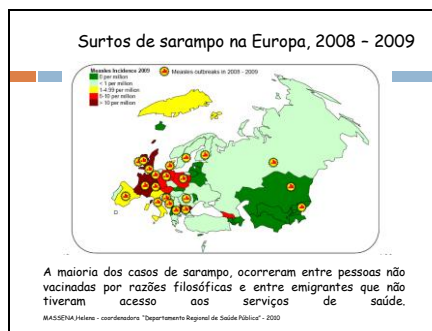 Surtos de sarampo na Europa, 2008 – 2009
Measles Incidence 2009
0 per million
< 1 per million
1-4.99 per million
5-10 per million
> 10 per million
Measles outbreaks in 2008 - 2009
A maioria dos casos de sarampo, ocorreram entre pessoas não
vacinadas por razões filosóficas e entre emigrantes que não
tiveram acesso aos serviços de saúde.
MASSENA,Helena - coordenadora "Departamento Regional de Saúde Pública" - 2010